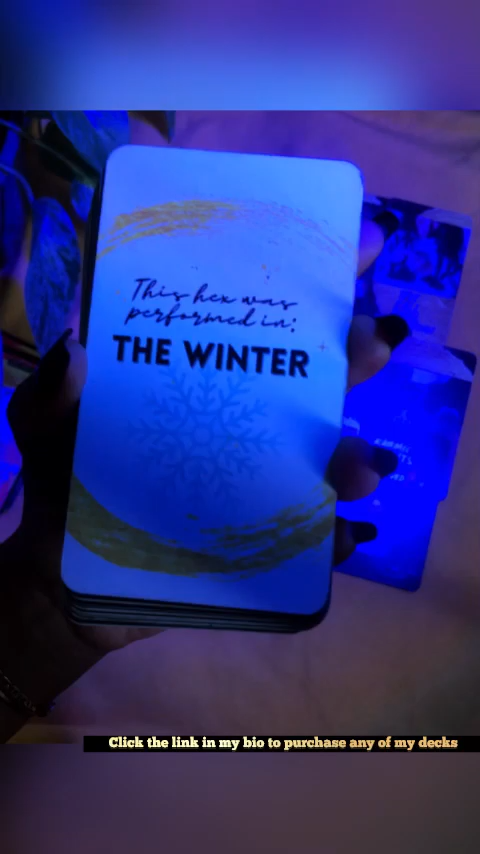 This hex was
performed in:
THE WINTER
Click the link in my bio to purchase any of my decks